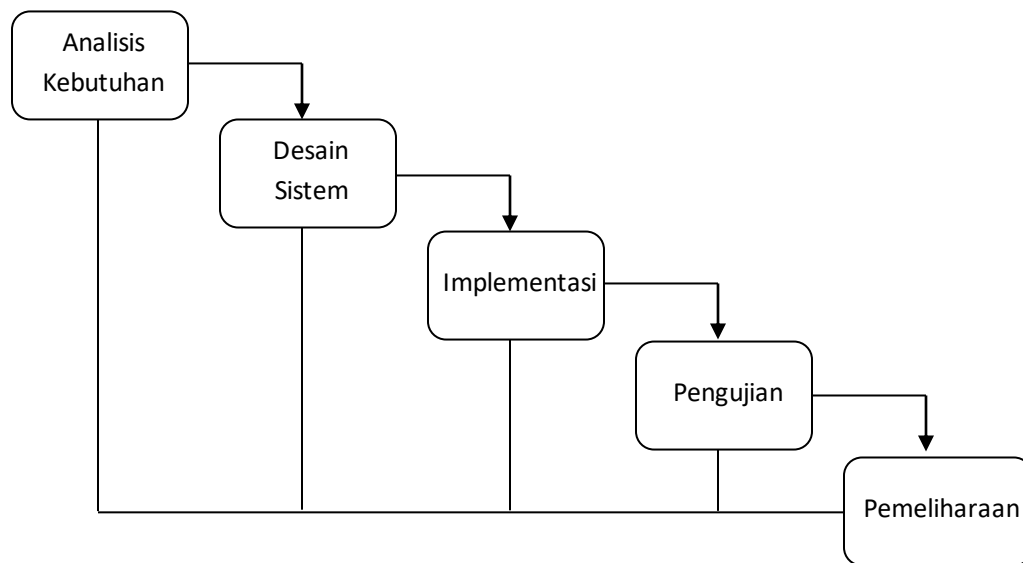 Analisis
Kebutuhan
Desain
Sistem
Implementasi
Pengujian
Pemeliharaan